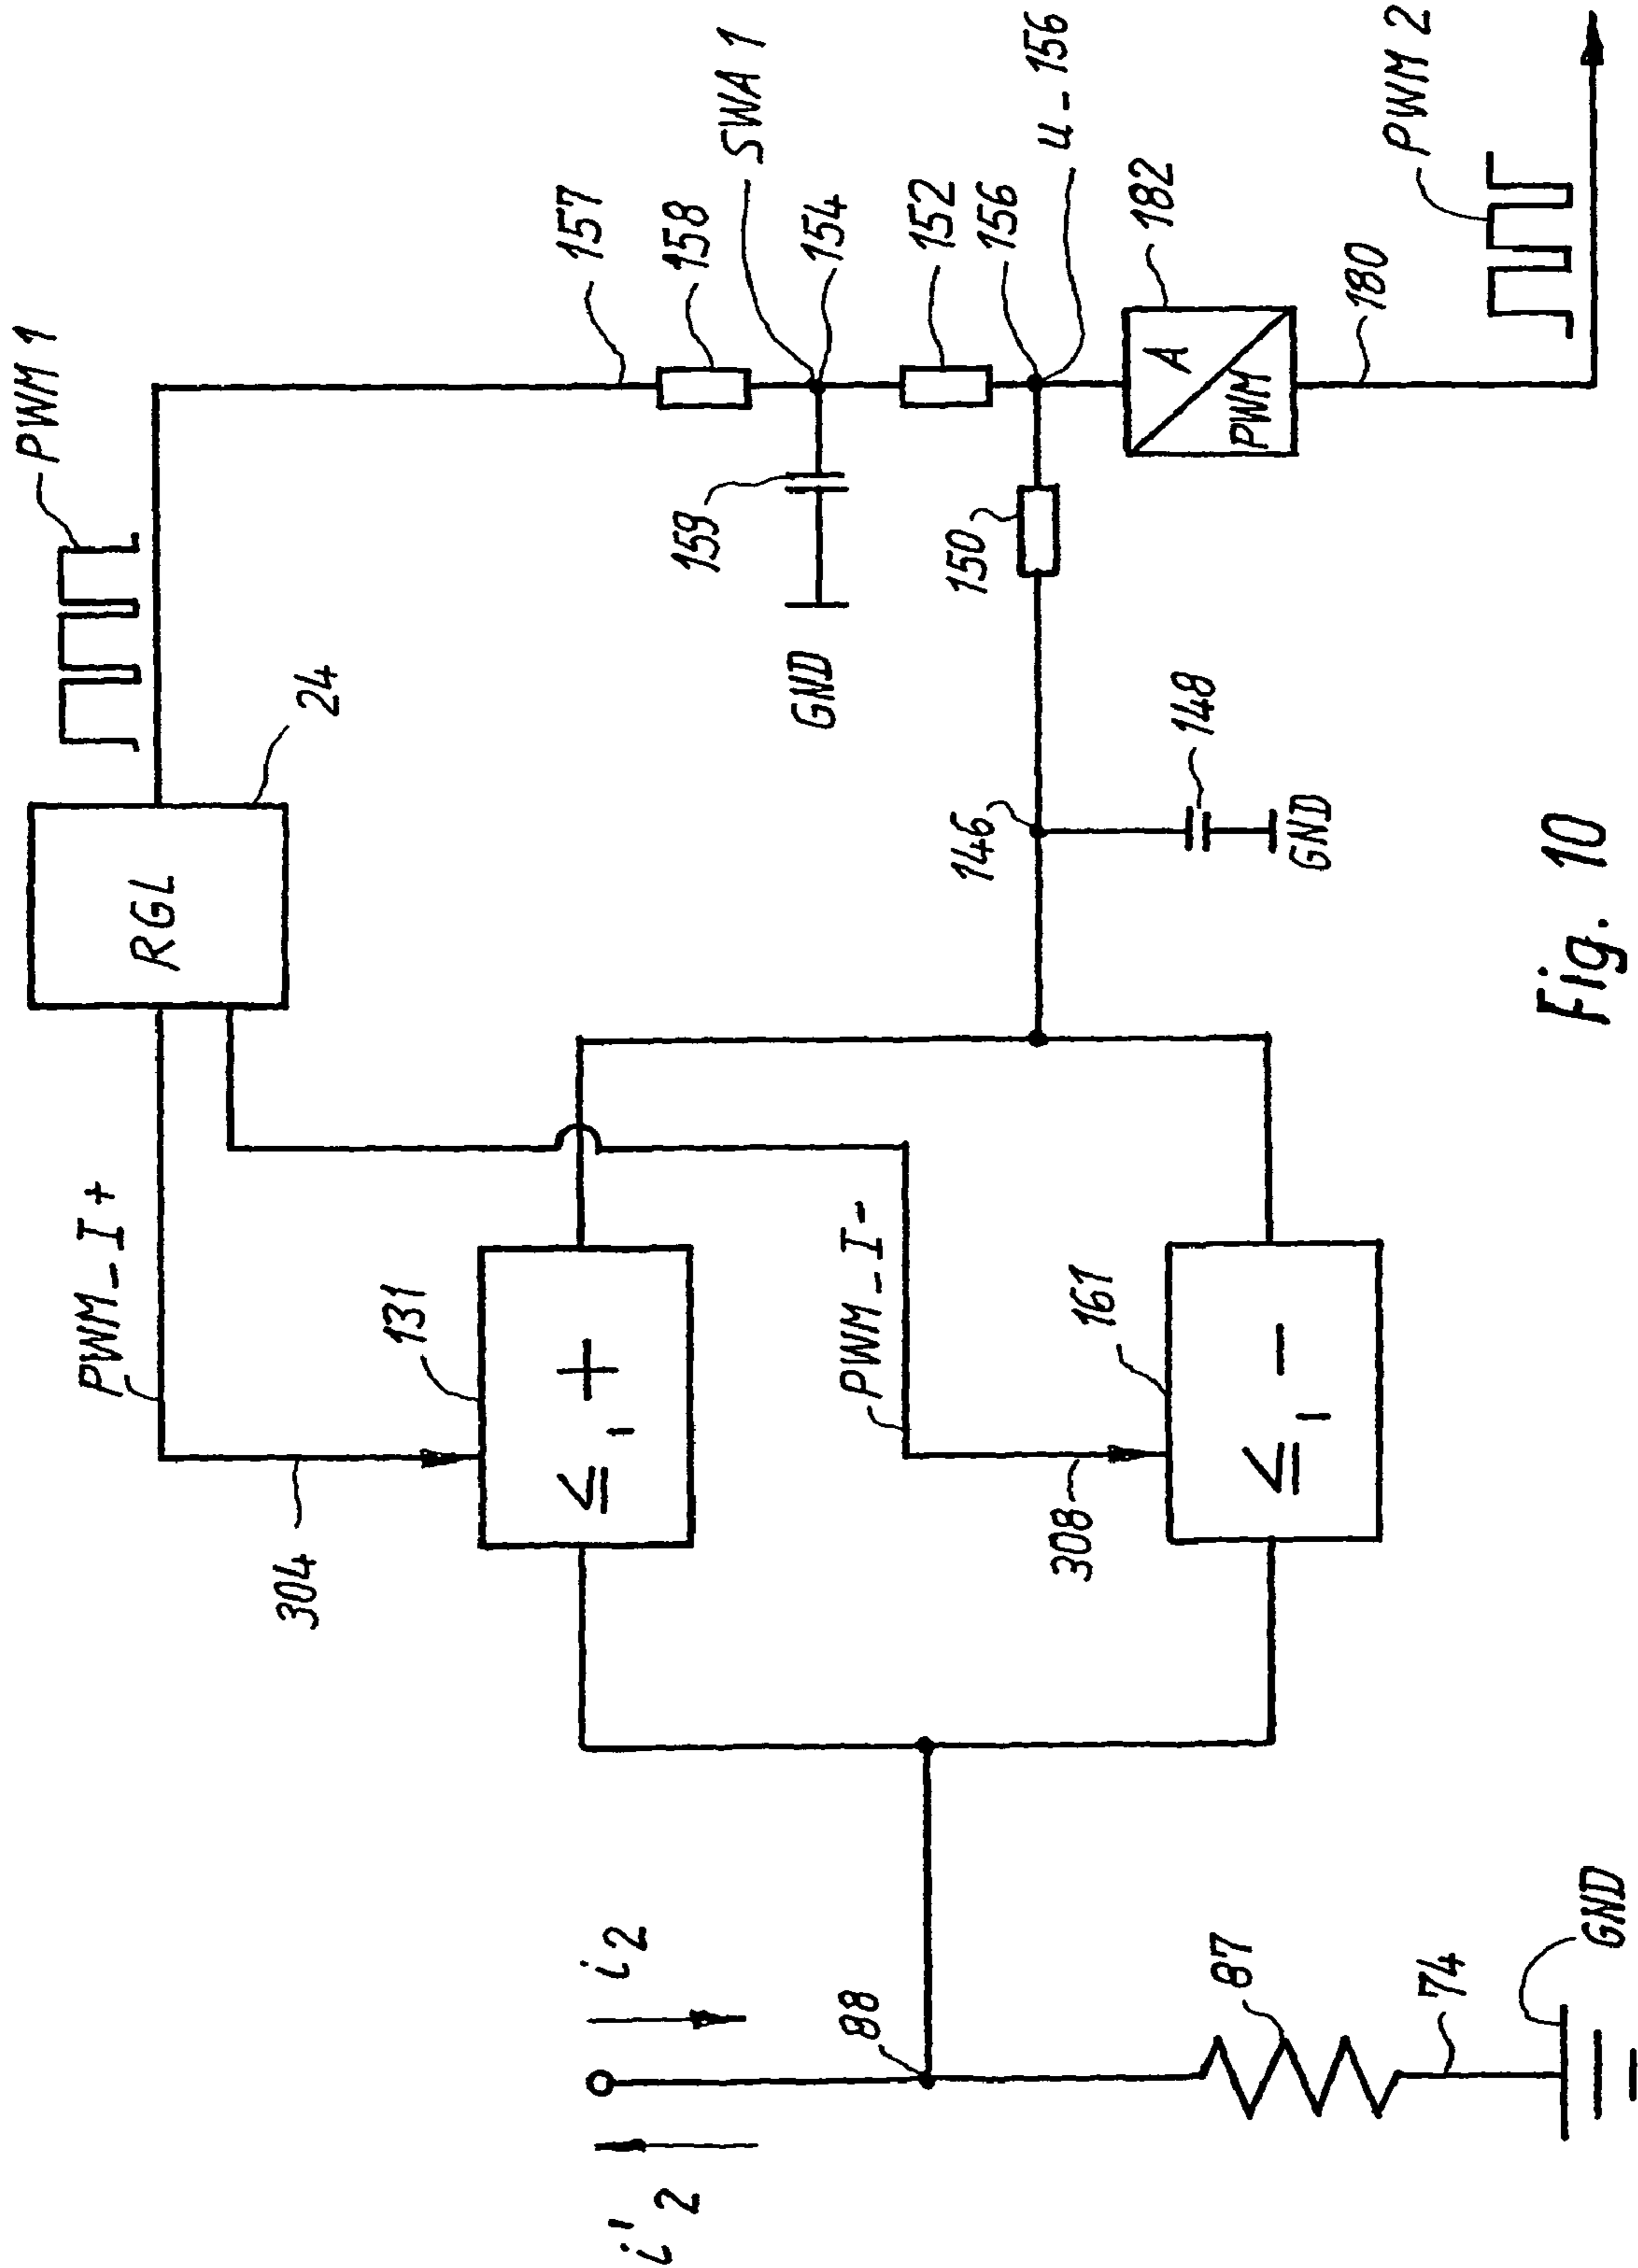 PWM 1
PWM_I+
RGL
24
157
158
SWA 1
159
GND
154
152
156
u_156
150
146
148
GND
304
131
≤ı +
PWM_I-
308
161
≤ı -
i'2
i2
88
87
74
GND
A
PWM
182
180
PWM 2
Fig. 10